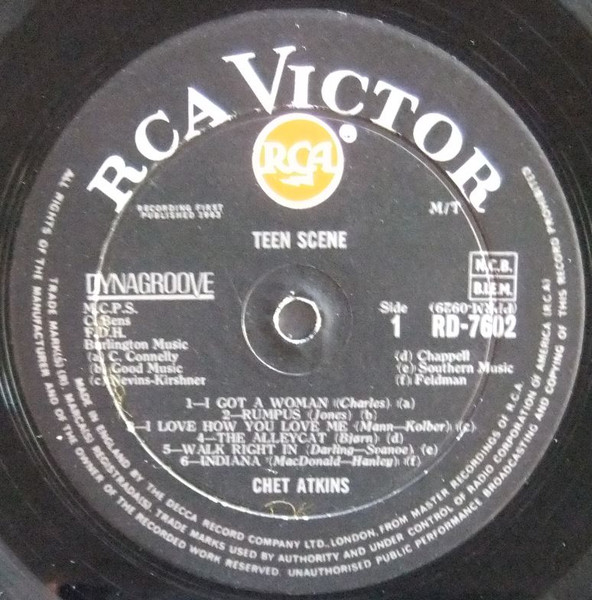 RCA VICTOR
RCA
RECORDING FIRST
PUBLISHED 1963
M/T
TEEN SCENE
DYNAGROOVE
N.C.B.
B.I.E.M.
M.C.P.S.
C. Bens
F.D.H.
Burlington Music
(a) C. Connelly
(b) Good Music
(c) Nevins-Kirshner
Side
1
RD-7602
(d) Chappell
(e) Southern Music
(f) Feldman
1—I GOT A WOMAN (Charles) (a)
2—RUMPUS (Jones) (b)
3—I LOVE HOW YOU LOVE ME (Mann—Kolber) (c)
4—THE ALLEYCAT (Bjørn) (d)
5—WALK RIGHT IN (Darling—Svanoe) (e)
6—INDIANA (MacDonald—Hanley) (f)
CHET ATKINS
ALL RIGHTS OF THE MANUFACTURER AND OF THE OWNER OF THE RECORDED WORK RESERVED. UNAUTHORISED PUBLIC PERFORMANCE BROADCASTING AND COPYING OF THIS RECORD PROHIBITED
TRADE MARK(S) (R). MARCA(S) REGISTRADA(S). TRADE MARKS USED BY AUTHORITY AND UNDER CONTROL OF RADIO CORPORATION OF AMERICA (R.C.A.)
MADE IN ENGLAND BY THE DECCA RECORD COMPANY LTD., LONDON, FROM MASTER RECORDINGS OF R.C.A.